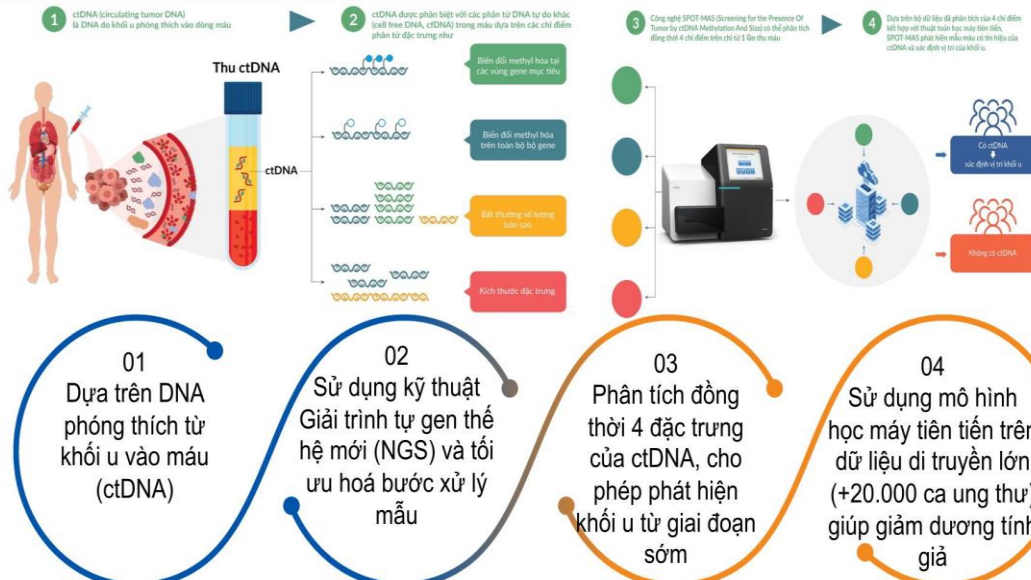 1
ctDNA (circulating tumor DNA)
là DNA do khối u phóng thích vào dòng máu
Thu ctDNA
ctDNA
2
ctDNA được phân biệt với các phân tử DNA tự do khác
(cell free DNA, cfDNA) trong máu dựa trên các chỉ điểm
phân tử đặc trưng như
Biến đổi methyl hóa tại
các vùng gene mục tiêu
Biến đổi methyl hóa
trên toàn bộ bộ gene
Bất thường số lượng
bản sao
Kích thước đặc trưng
3
Công nghệ SPOT-MAS (Screening for the Presence Of
Tumor by ctDNA Methylation And Size) có thể phân tích
đồng thời 4 chỉ điểm trên chỉ từ 1 lần thu máu
4
Dựa trên bộ dữ liệu đã phân tích của 4 chỉ điểm
kết hợp với thuật toán học máy tiên tiến,
SPOT-MAS phát hiện mẫu máu có tín hiệu của
ctDNA và xác định vị trí của khối u.
Có ctDNA
xác định vị trí khối u
Không có ctDNA
01
Dựa trên DNA
phóng thích từ
khối u vào máu
(ctDNA)
02
Sử dụng kỹ thuật
Giải trình tự gen thế
hệ mới (NGS) và tối
ưu hoá bước xử lý
mẫu
03
Phân tích đồng
thời 4 đặc trưng
của ctDNA, cho
phép phát hiện
khối u từ giai đoạn
sớm
04
Sử dụng mô hình
học máy tiên tiến trên
dữ liệu di truyền lớn
(+20.000 ca ung thư)
giúp giảm dương tính
giả